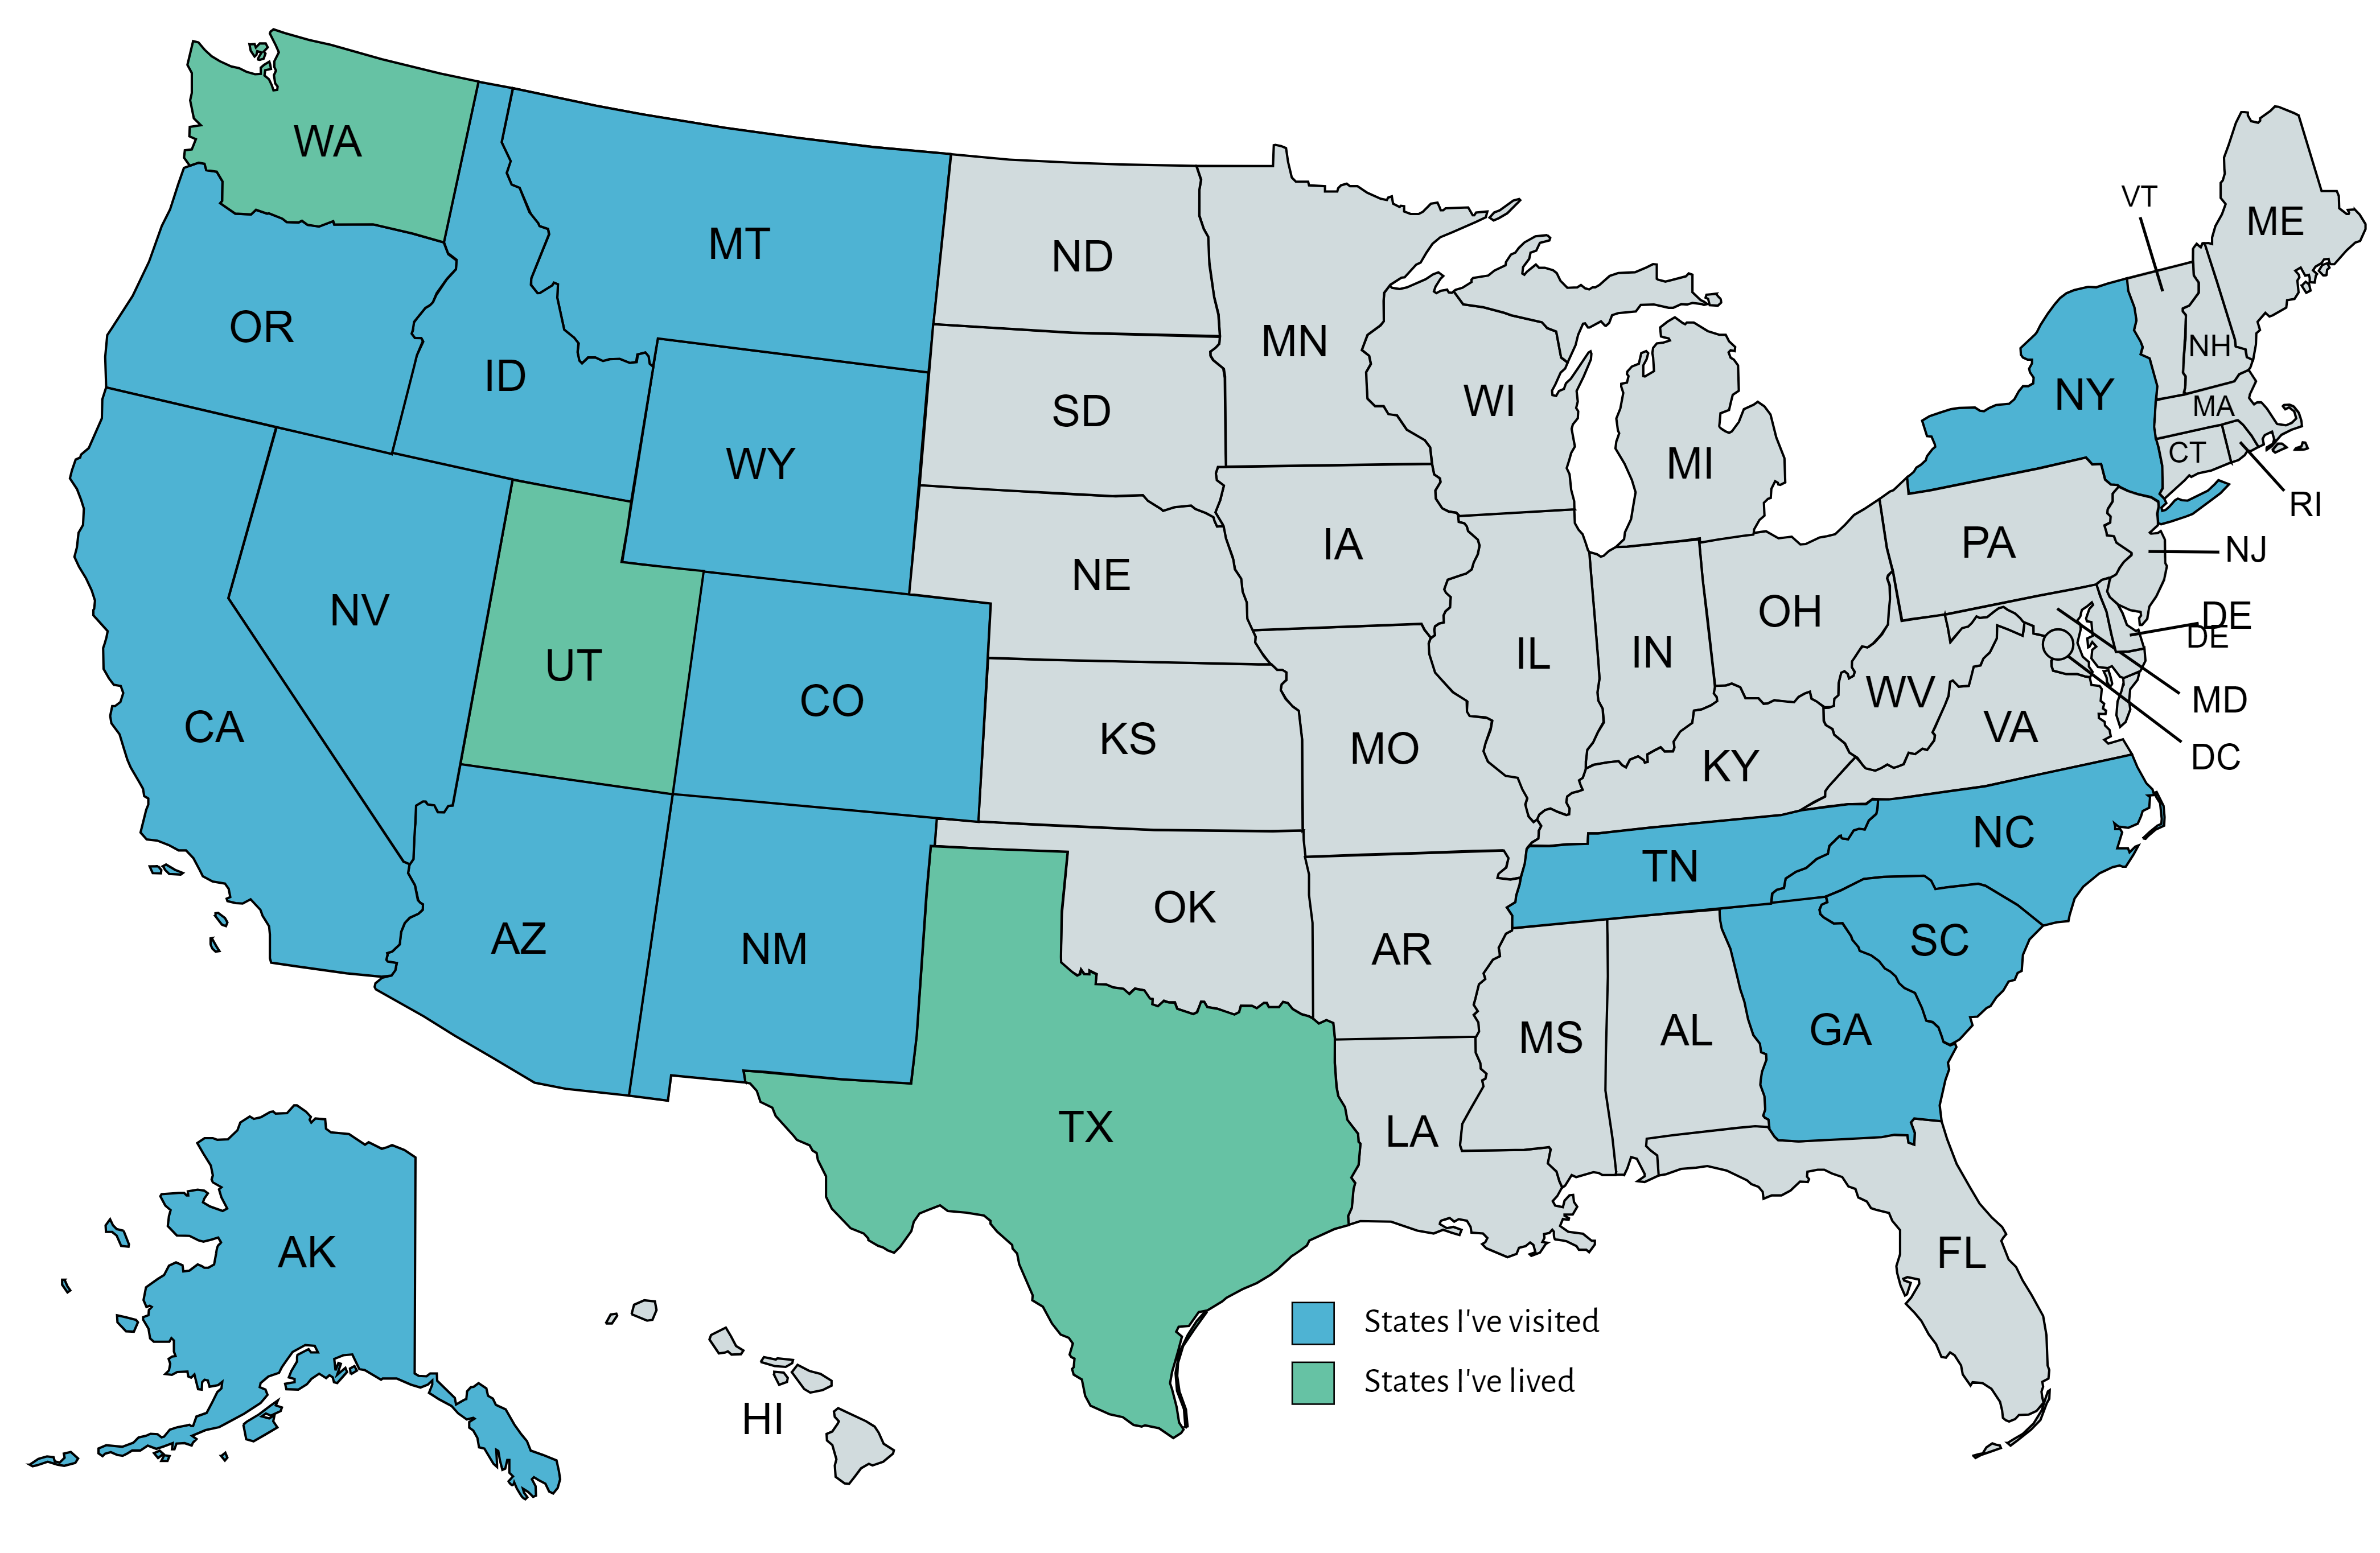 WA
MT
ND
VT
ME
OR
MN
ID
SD
WI
NH
NY
MA
WY
MI
CT
RI
IA
PA
NJ
NE
NV
OH
DE
DE
UT
IL
IN
CO
WV
MD
CA
KS
MO
VA
KY
DC
NC
TN
OK
AZ
NM
AR
SC
MS
AL
GA
TX
LA
AK
FL
States I've visited
States I've lived
HI